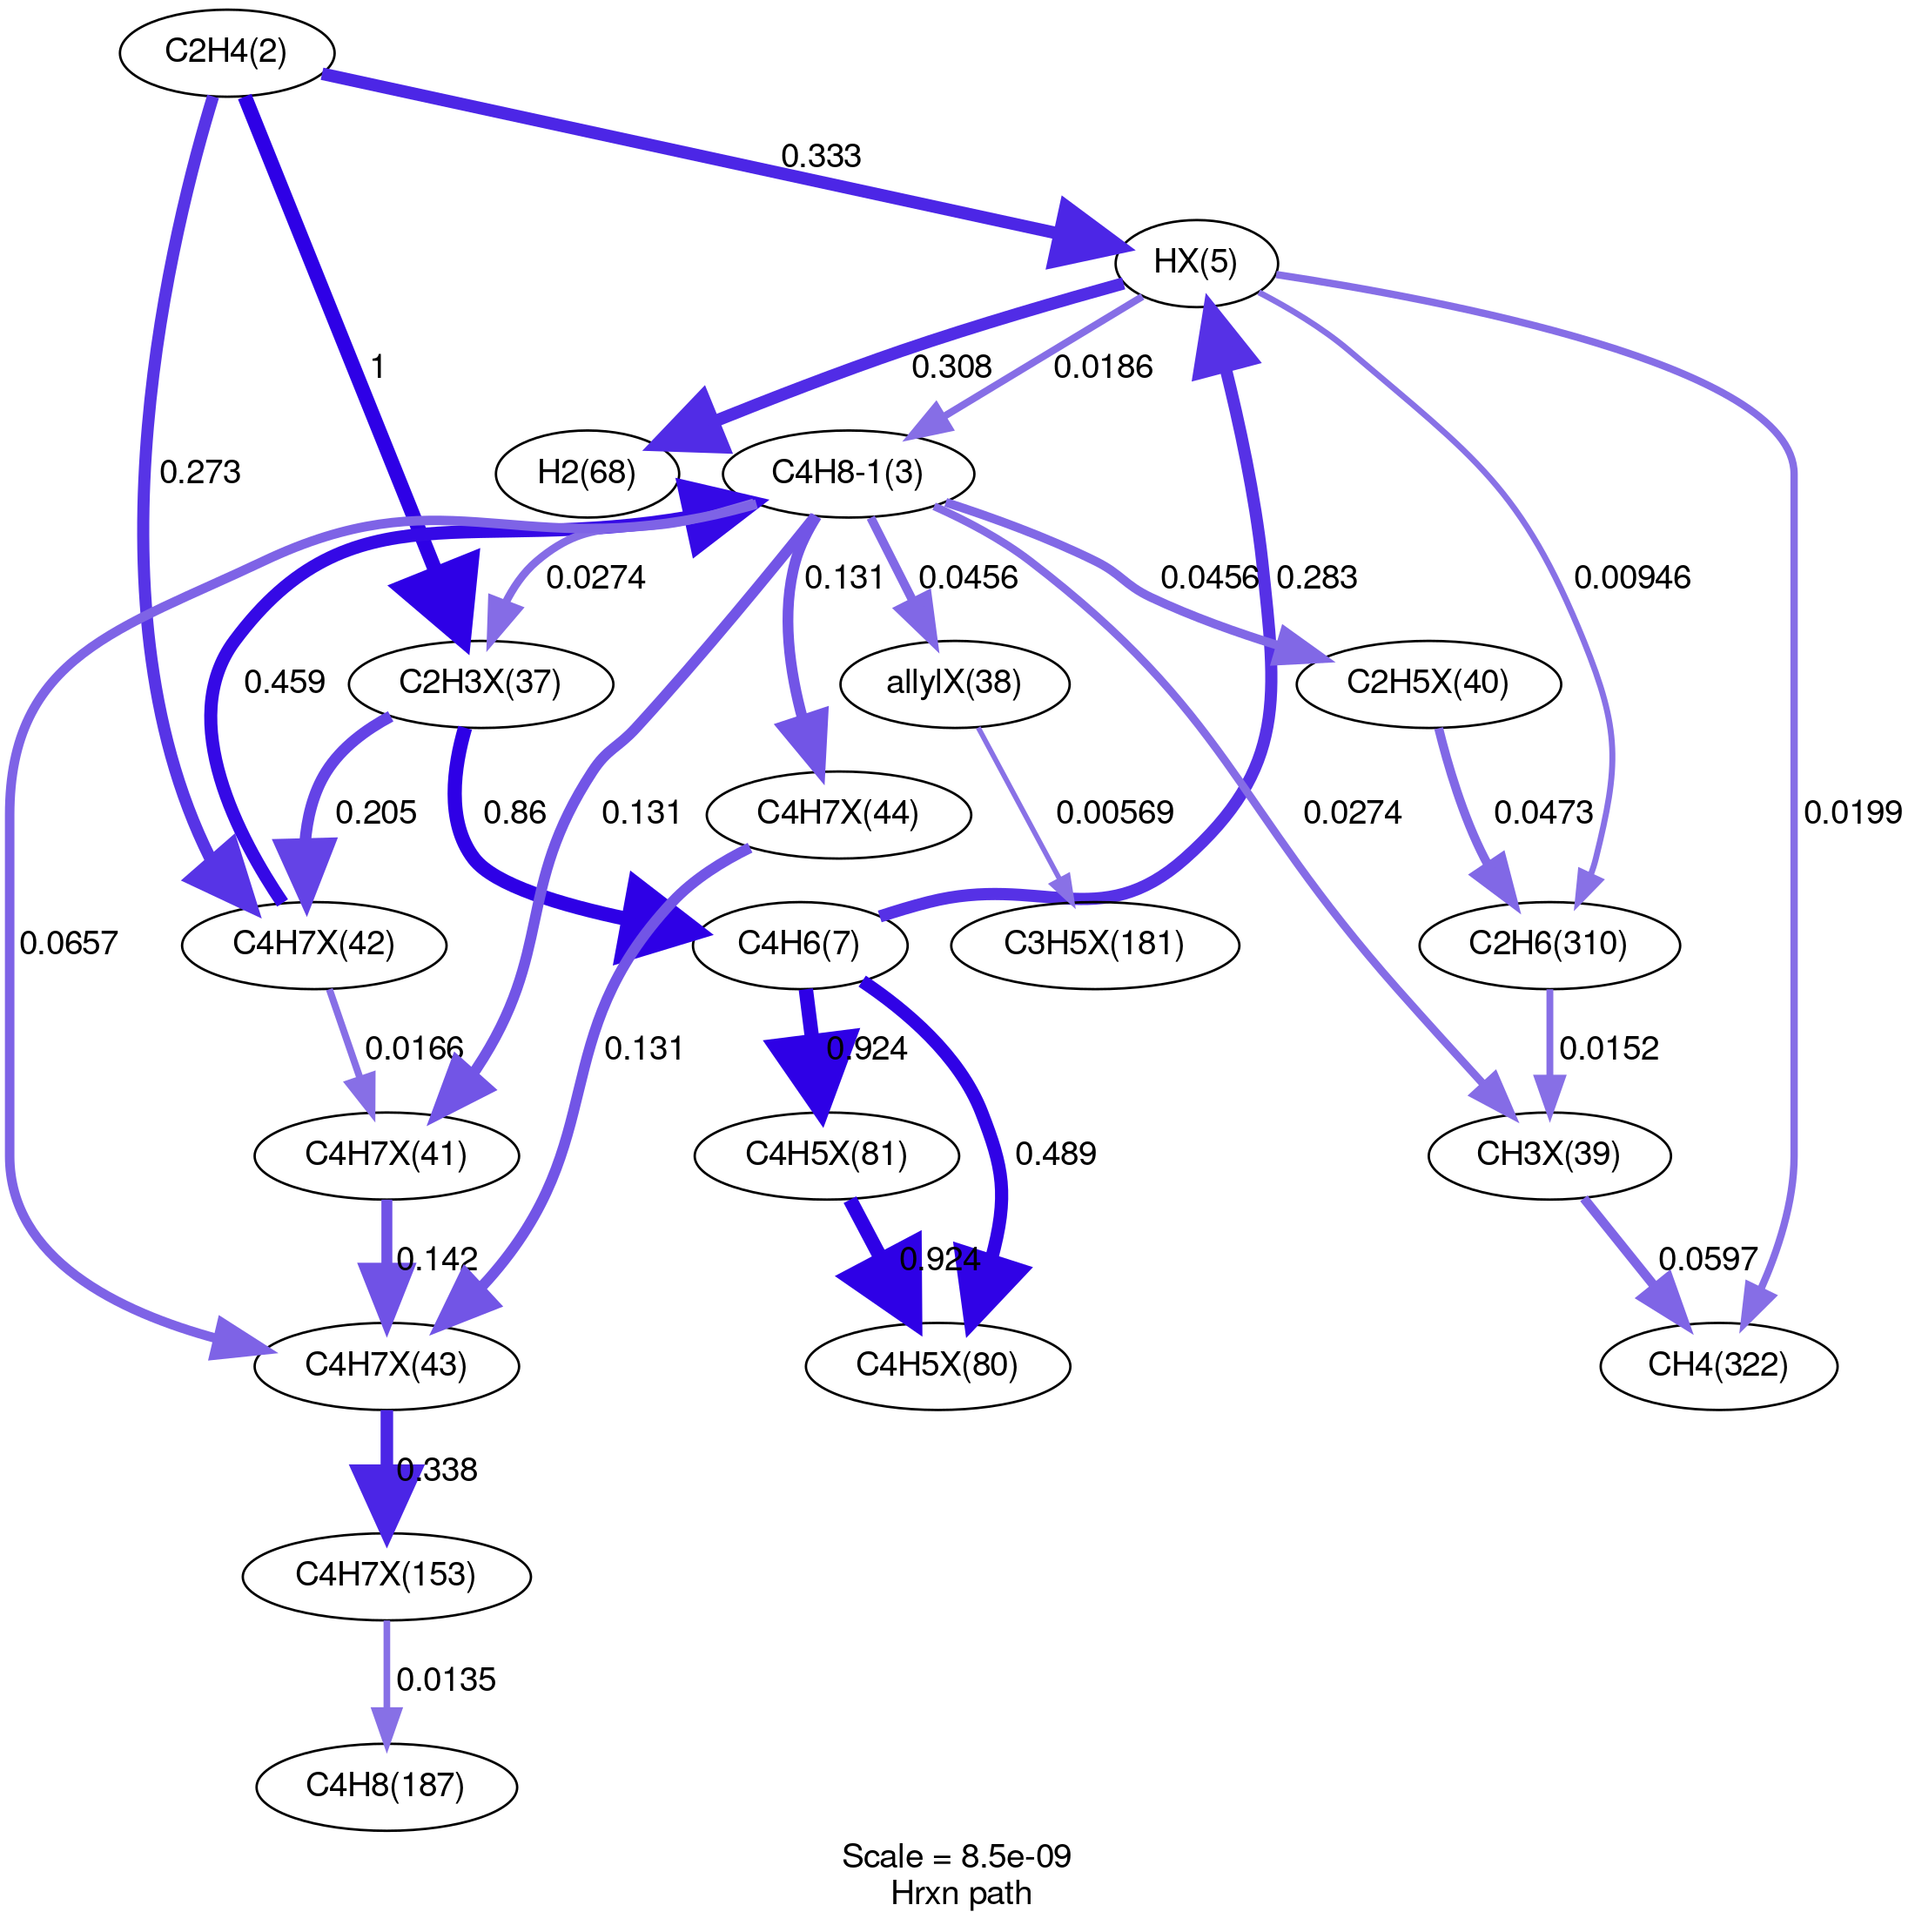 C2H4(2)
0.333
HX(5)
1
0.308
0.0186
0.273
H2(68)
C4H8-1(3)
0.0274
0.131
0.0456
0.0456
0.283
0.00946
0.459
C2H3X(37)
allylX(38)
C2H5X(40)
0.205
0.86
0.131
C4H7X(44)
0.00569
0.0274
0.0473
0.0199
0.0657
C4H7X(42)
C4H6(7)
C3H5X(181)
C2H6(310)
0.0166
0.131
0.924
0.0152
C4H7X(41)
C4H5X(81)
0.489
CH3X(39)
0.142
0.924
0.0597
C4H7X(43)
C4H5X(80)
CH4(322)
0.338
C4H7X(153)
0.0135
C4H8(187)
Scale = 8.5e-09
Hrxn path